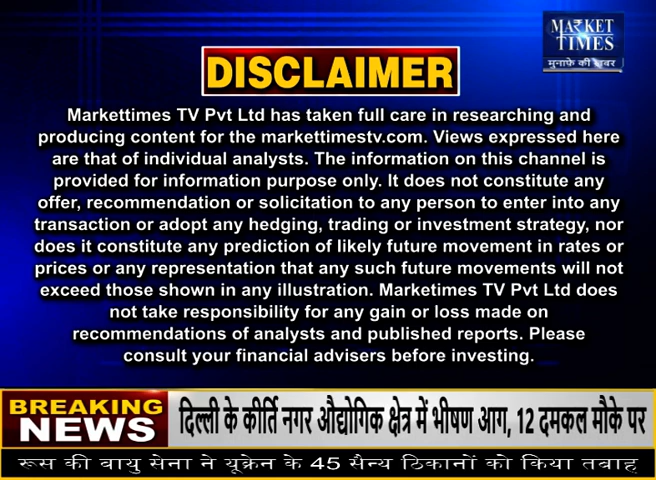 MARKET
TIMES
मुनाफे की खबर
DISCLAIMER
Markettimes TV Pvt Ltd has taken full care in researching and
producing content for the markettimestv.com. Views expressed here
are that of individual analysts. The information on this channel is
provided for information purpose only. It does not constitute any
offer, recommendation or solicitation to any person to enter into any
transaction or adopt any hedging, trading or investment strategy, nor
does it constitute any prediction of likely future movement in rates or
prices or any representation that any such future movements will not
exceed those shown in any illustration. Marketimes TV Pvt Ltd does
not take responsibility for any gain or loss made on
recommendations of analysts and published reports. Please
consult your financial advisers before investing.
BREAKING
NEWS
दिल्ली के कीर्ति नगर औद्योगिक क्षेत्र में भीषण आग, 12 दमकल मौके पर
रूस की वायु सेना ने यूक्रेन के 45 सैन्य ठिकानों को किया तबाह